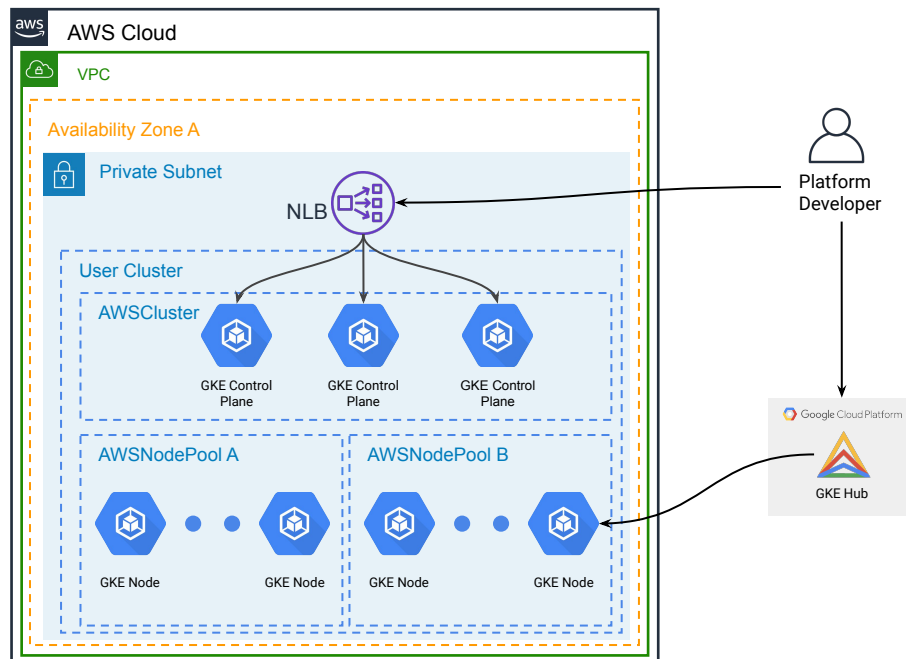 aws
AWS Cloud
VPC
Availability Zone A
Private Subnet
NLB
Platform
Developer
User Cluster
AWSCluster
GKE Control
Plane
GKE Control
Plane
GKE Control
Plane
Google Cloud Platform
GKE Hub
AWSNodePool A
AWSNodePool B
GKE Node
GKE Node
GKE Node
GKE Node